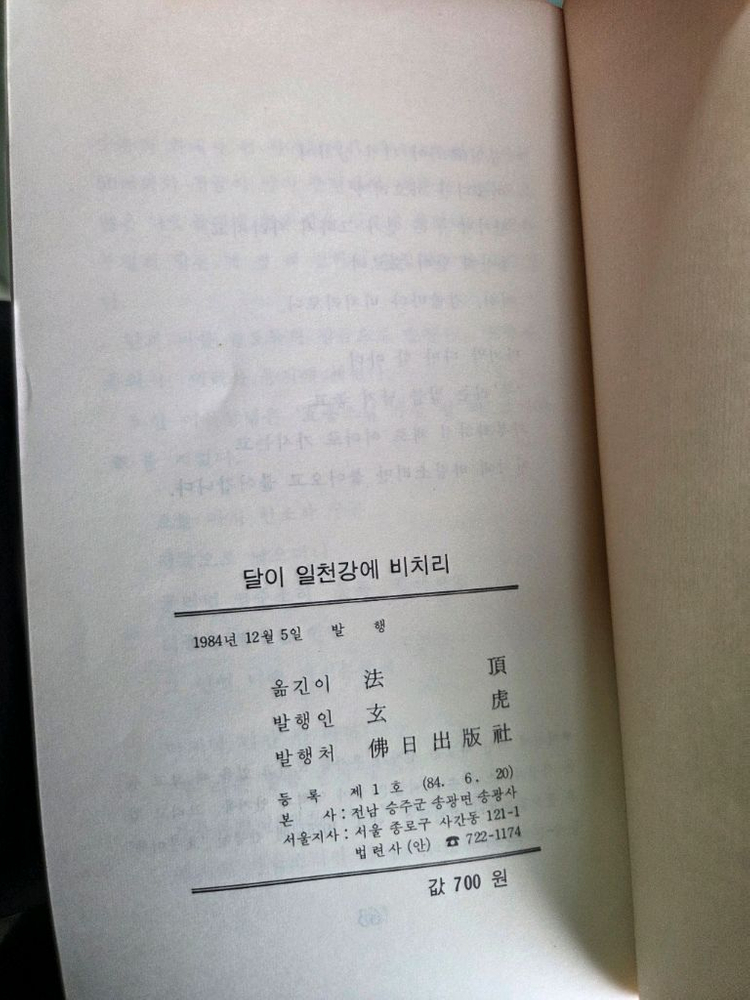 달이 일천강에 비치리
1984년 12월 5일 발 행
옮긴이 法 頂
발행인 玄 虎
발행처 佛日出版社
등 록 제 1 호 (84. 6. 20)
본 사 : 전남 승주군 송광면 송광사
서울지사 : 서울 종로구 사간동 121-1
법련사 (안) ☎ 722-1174
값 700 원